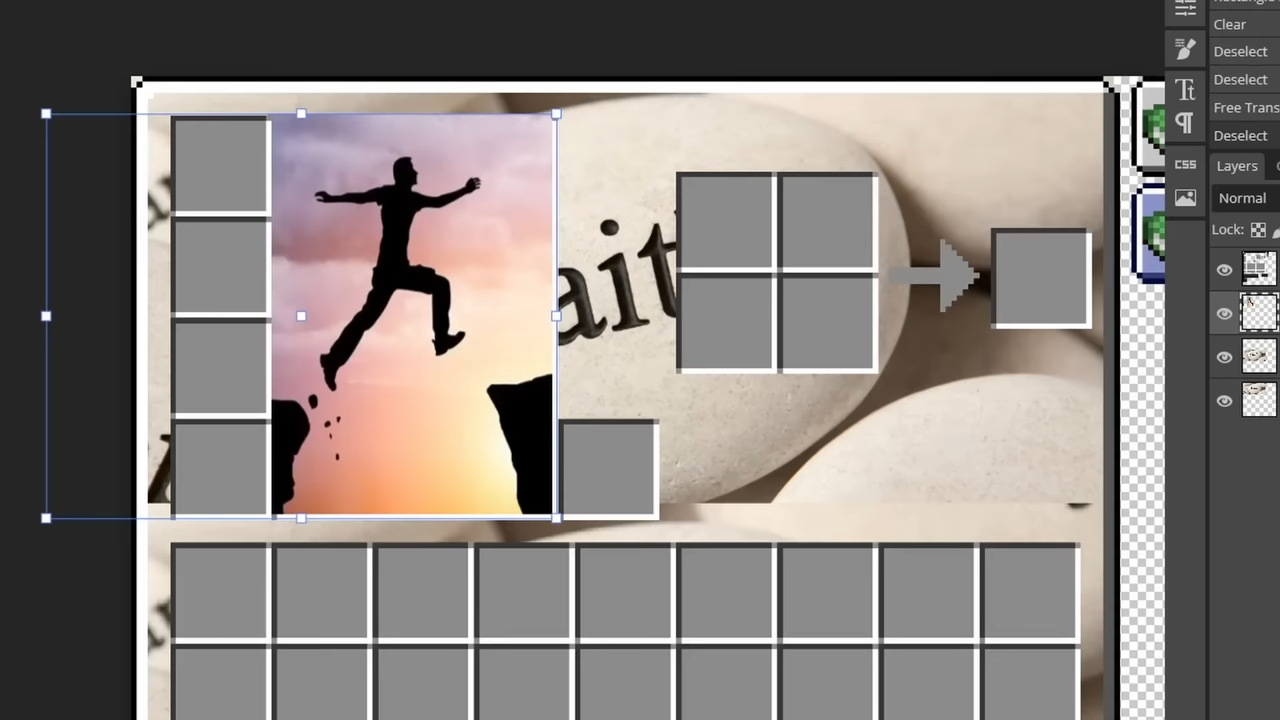 Clear
Deselect
Deselect
Free Trans
Deselect
Layers
Normal
Lock:
CSS
ait